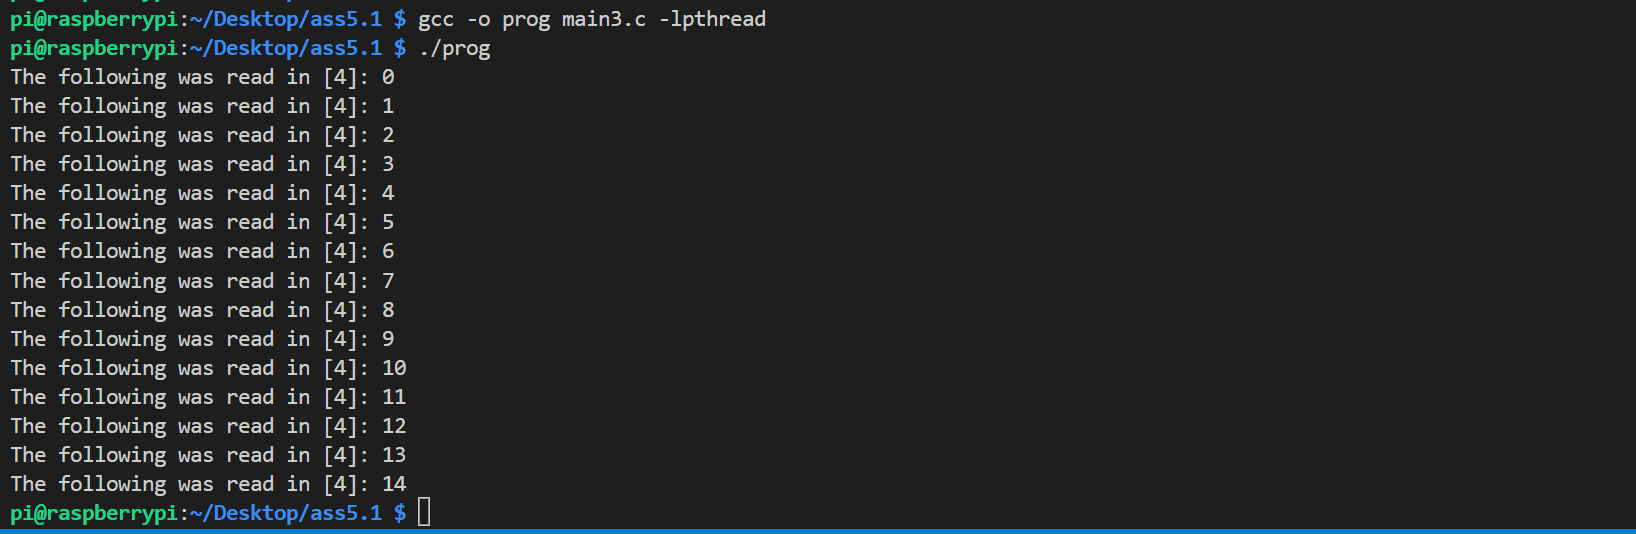 pi@raspberrypi:~/Desktop/ass5.1 $ gcc -o prog main3.c -lpthread
pi@raspberrypi:~/Desktop/ass5.1 $ ./prog
The following was read in [4]: 0
The following was read in [4]: 1
The following was read in [4]: 2
The following was read in [4]: 3
The following was read in [4]: 4
The following was read in [4]: 5
The following was read in [4]: 6
The following was read in [4]: 7
The following was read in [4]: 8
The following was read in [4]: 9
The following was read in [4]: 10
The following was read in [4]: 11
The following was read in [4]: 12
The following was read in [4]: 13
The following was read in [4]: 14
pi@raspberrypi:~/Desktop/ass5.1 $